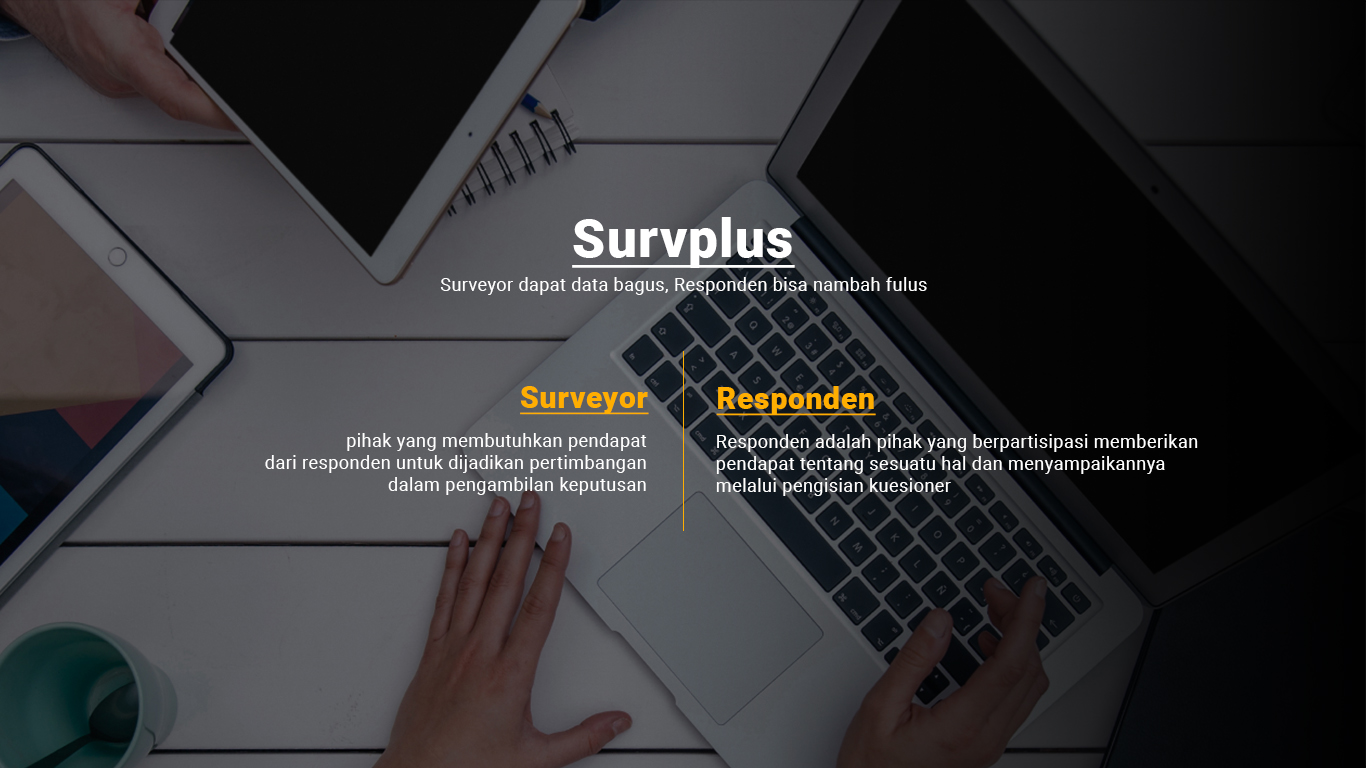 Survplus
Surveyor dapat data bagus, Responden bisa nambah fulus
Surveyor
pihak yang membutuhkan pendapat
dari responden untuk dijadikan pertimbangan
dalam pengambilan keputusan
Responden
Responden adalah pihak yang berpartisipasi memberikan
pendapat tentang sesuatu hal dan menyampaikannya
melalui pengisian kuesioner